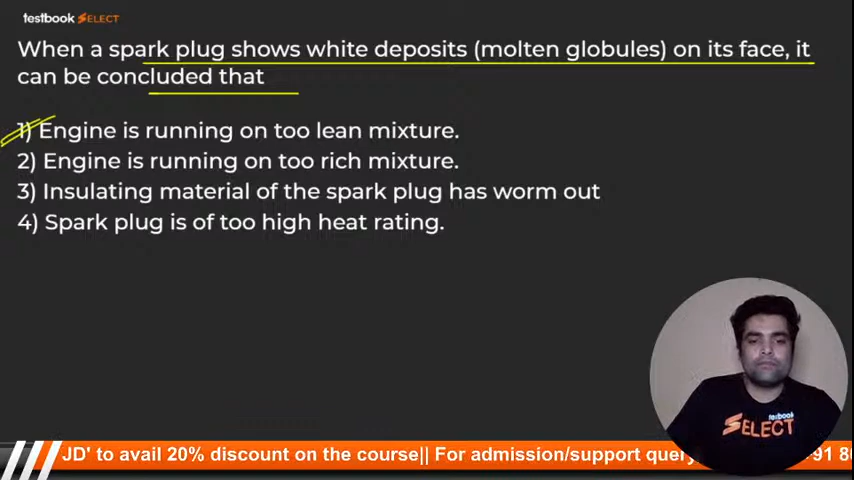 testbook SELECT
When a spark plug shows white deposits (molten globules) on its face, it
can be concluded that
1) Engine is running on too lean mixture.
2) Engine is running on too rich mixture.
3) Insulating material of the spark plug has worm out
4) Spark plug is of too high heat rating.
testbook
SELECT
JD' to avail 20% discount on the course|| For admission/support query